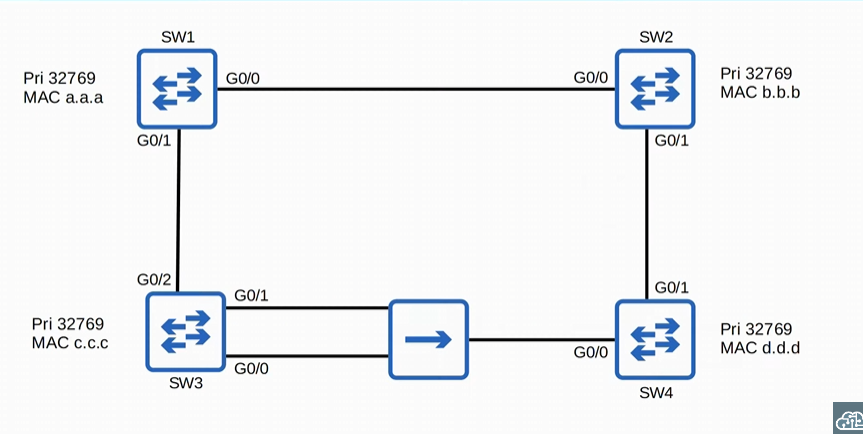 SW1
SW2
Pri 32769
MAC a.a.a
G0/0
G0/0
Pri 32769
MAC b.b.b
G0/1
G0/1
G0/2
G0/1
G0/1
Pri 32769
MAC c.c.c
G0/0
G0/0
Pri 32769
MAC d.d.d
SW3
SW4